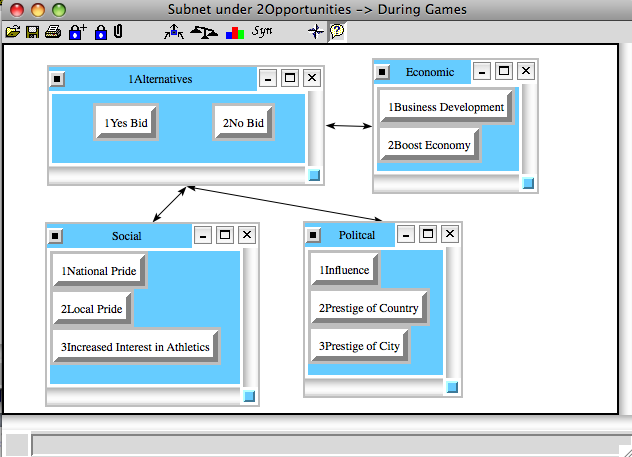 Subnet under 2Opportunities -> During Games
Syn
1Alternatives
1Yes Bid
2No Bid
Economic
1Business Development
2Boost Economy
Social
1National Pride
2Local Pride
3Increased Interest in Athletics
Politcal
1Influence
2Prestige of Country
3Prestige of City